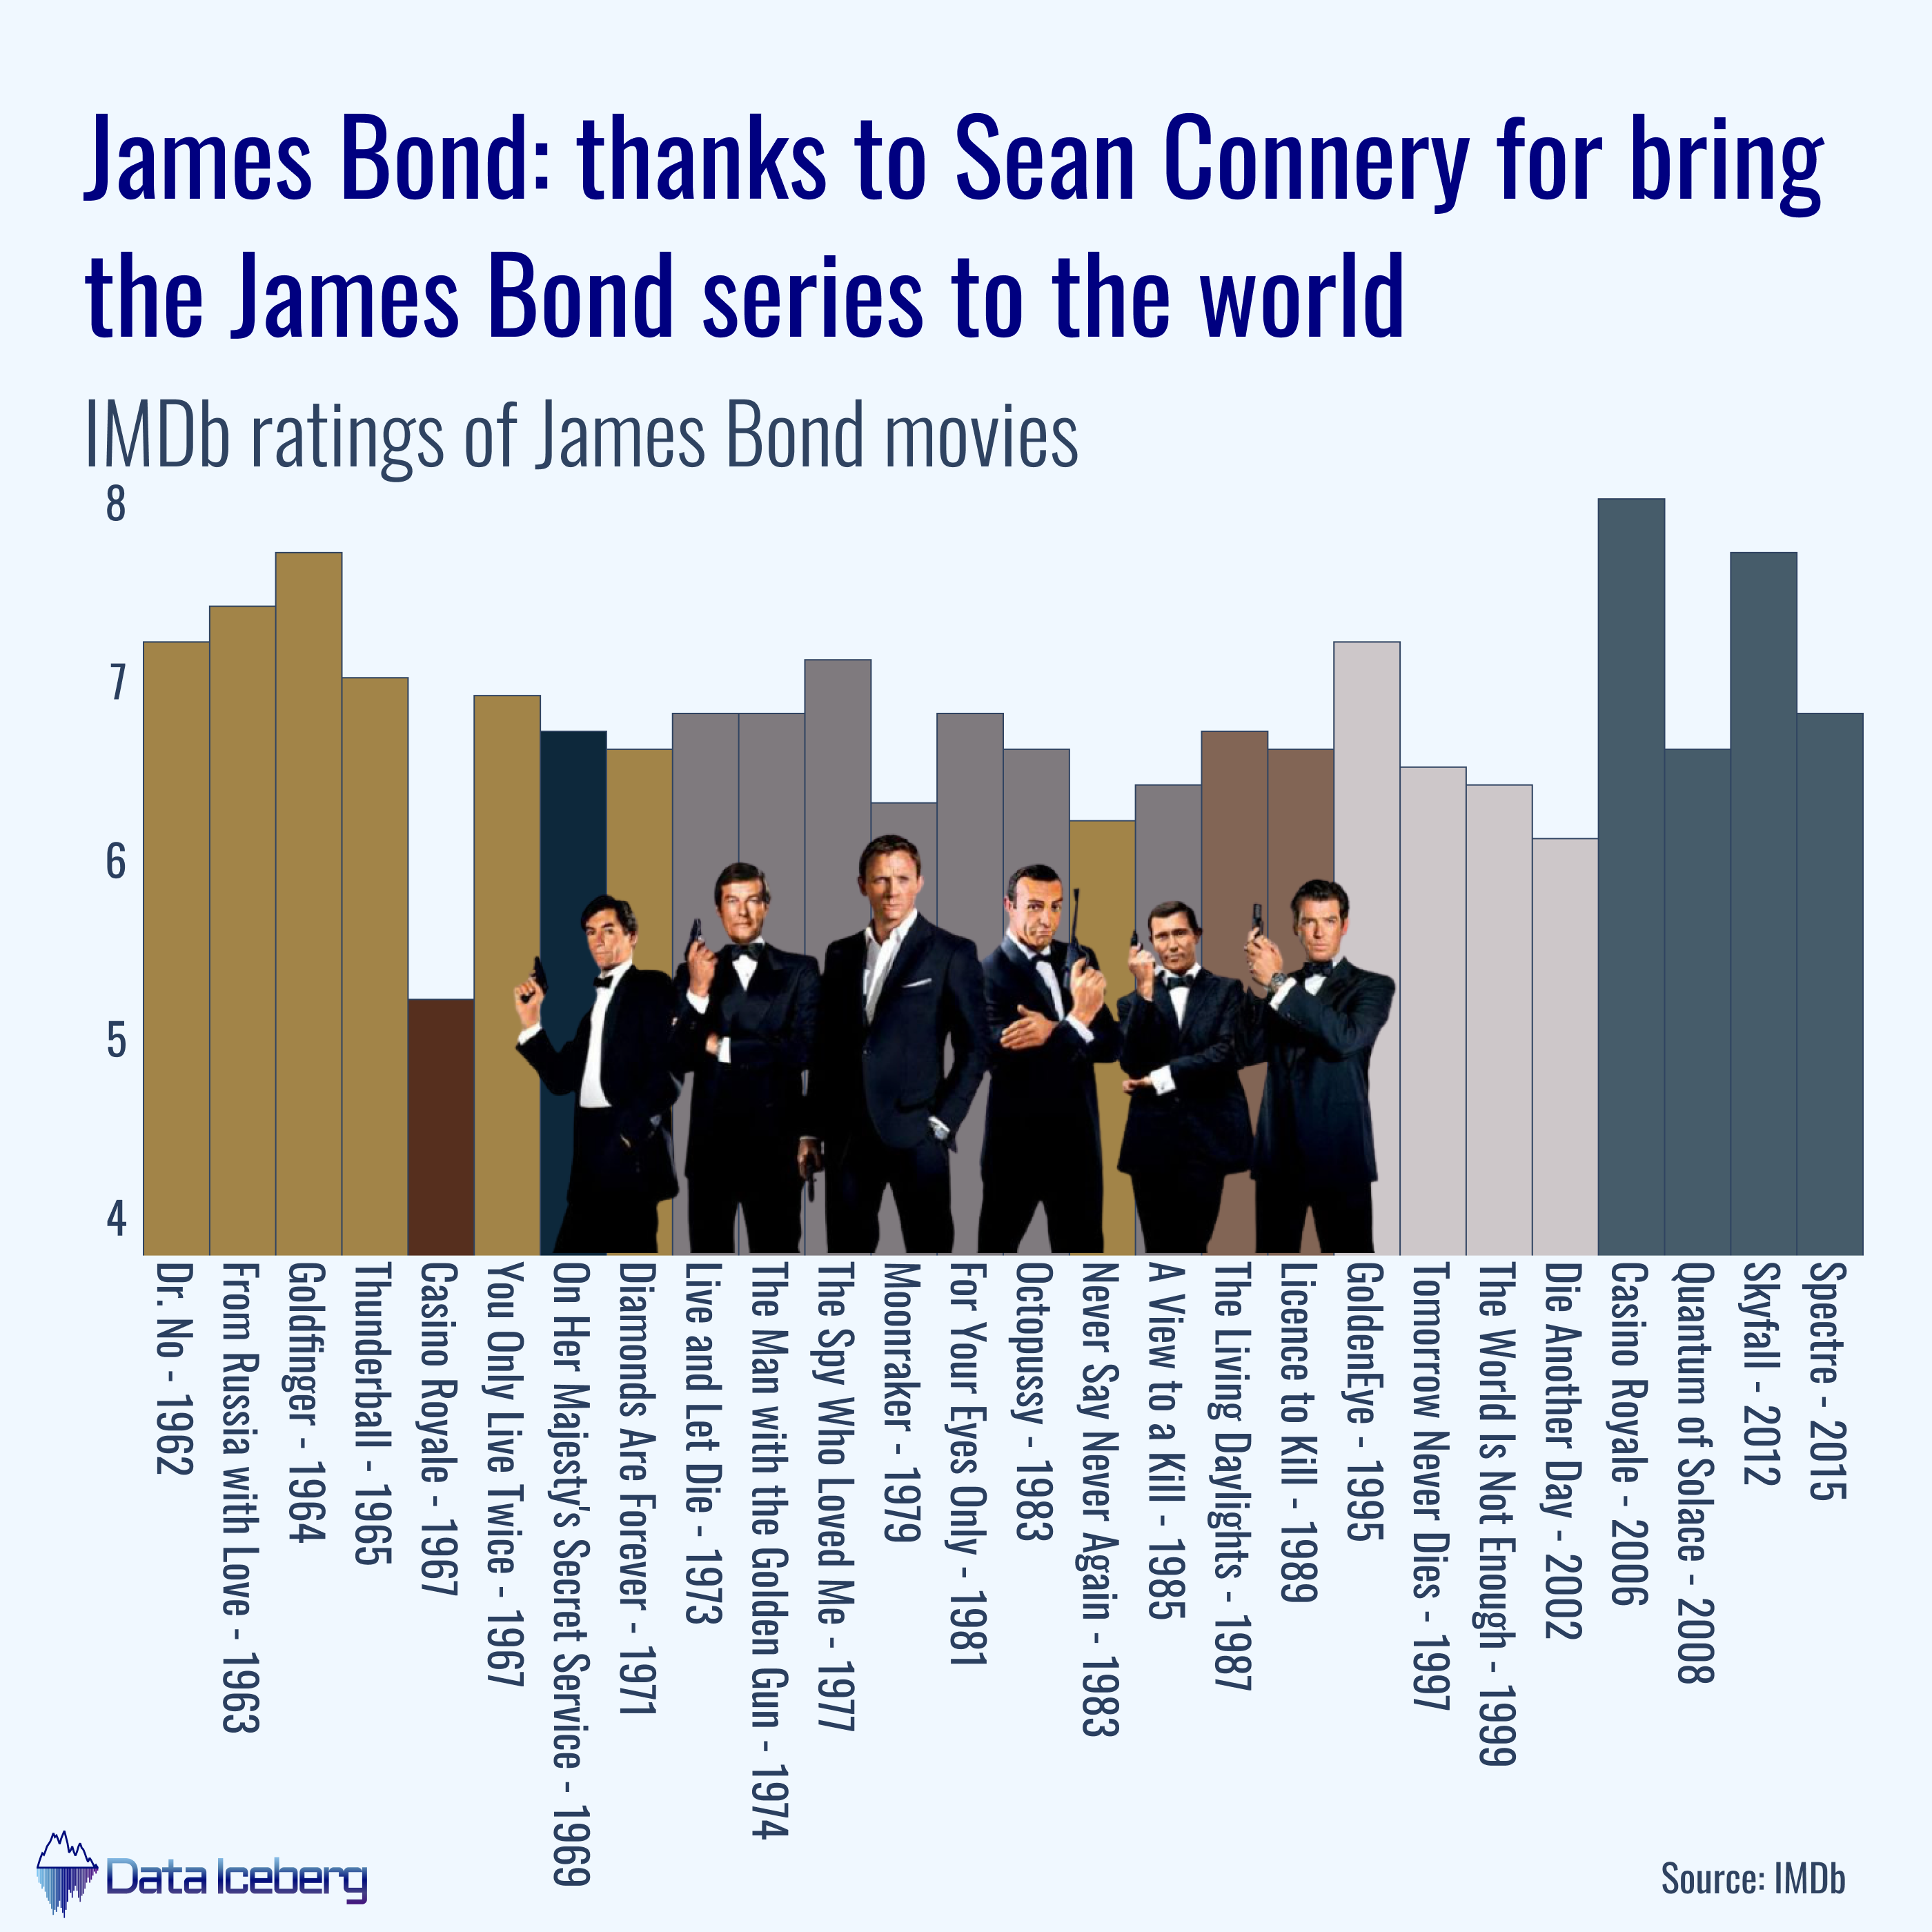 James Bond: thanks to Sean Connery for bring
the James Bond series to the world
IMDb ratings of James Bond movies
8
7
6
5
4
Dr. No - 1962
From Russia with Love - 1963
Goldfinger - 1964
Thunderball - 1965
Casino Royale - 1967
You Only Live Twice - 1967
On Her Majesty's Secret Service - 1969
Diamonds Are Forever - 1971
Live and Let Die - 1973
The Man with the Golden Gun - 1974
The Spy Who Loved Me - 1977
Moonraker - 1979
For Your Eyes Only - 1981
Octopussy - 1983
Never Say Never Again - 1983
A View to a Kill - 1985
The Living Daylights - 1987
Licence to Kill - 1989
GoldenEye - 1995
Tomorrow Never Dies - 1997
The World Is Not Enough - 1999
Die Another Day - 2002
Casino Royale - 2006
Quantum of Solace - 2008
Skyfall - 2012
Spectre - 2015
Data Iceberg
Source: IMDb